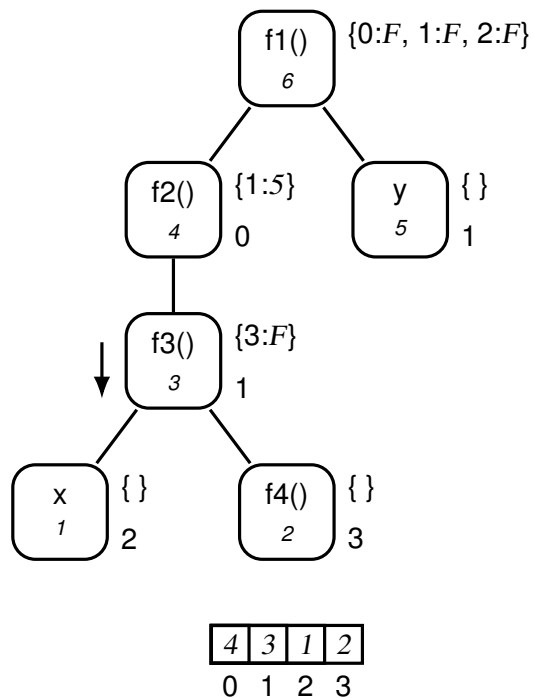 f1() {0:F, 1:F, 2:F}
6
f2() {1:5}
4 0
y { }
5 1
f3() {3:F}
3 1
x { }
1 2
f4() { }
2 3
4 3 1 2
0 1 2 3